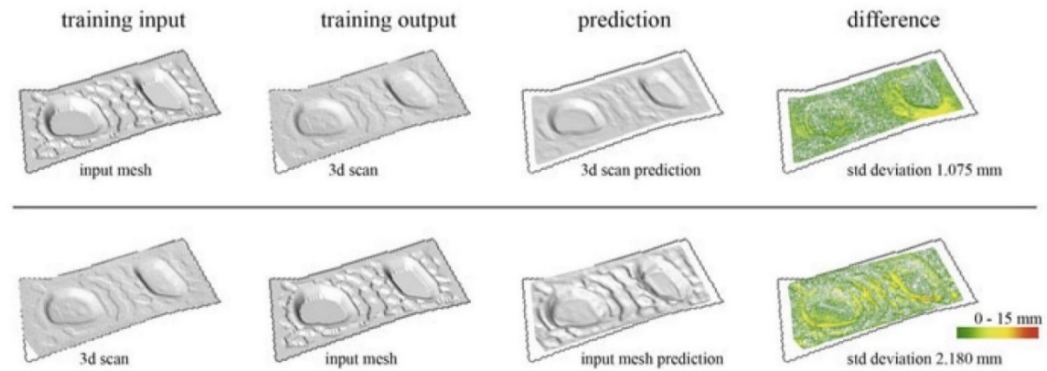 training input training output prediction difference
input mesh 3d scan 3d scan prediction std deviation 1.075 mm
0 - 15 mm
3d scan input mesh input mesh prediction std deviation 2.180 mm